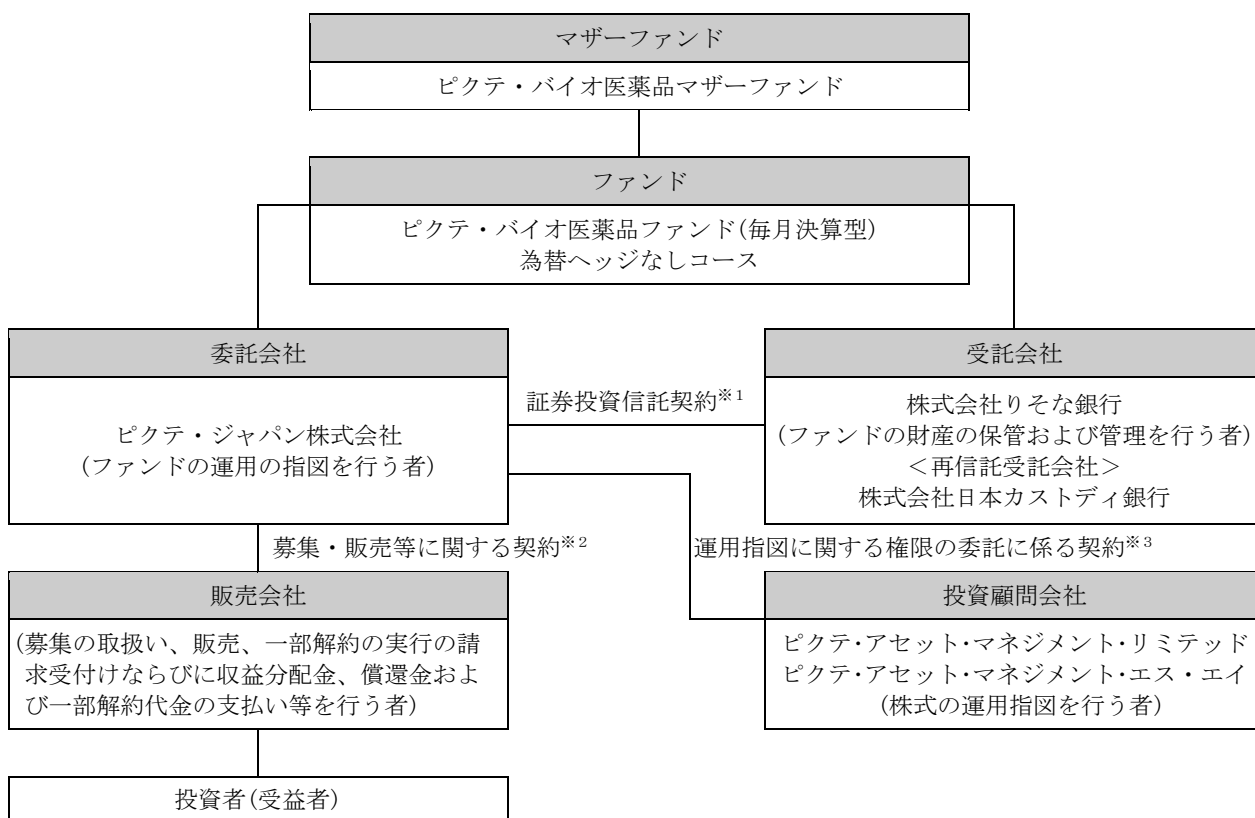 マザーファンド
ピクテ・バイオ医薬品マザーファンド
ファンド
ピクテ・バイオ医薬品ファンド(毎月決算型)
為替ヘッジなしコース
委託会社
ピクテ・ジャパン株式会社
(ファンドの運用の指図を行う者)
証券投資信託契約※1
受託会社
株式会社りそな銀行
(ファンドの財産の保管および管理を行う者)
＜再信託受託会社＞
株式会社日本カストディ銀行
募集・販売等に関する契約※2
運用指図に関する権限の委託に係る契約※3
販売会社
(募集の取扱い、販売、一部解約の実行の請
求受付けならびに収益分配金、償還金およ
び一部解約代金の支払い等を行う者)
投資顧問会社
ピクテ・アセット・マネジメント・リミテッド
ピクテ・アセット・マネジメント・エス・エイ
(株式の運用指図を行う者)
投資者(受益者)